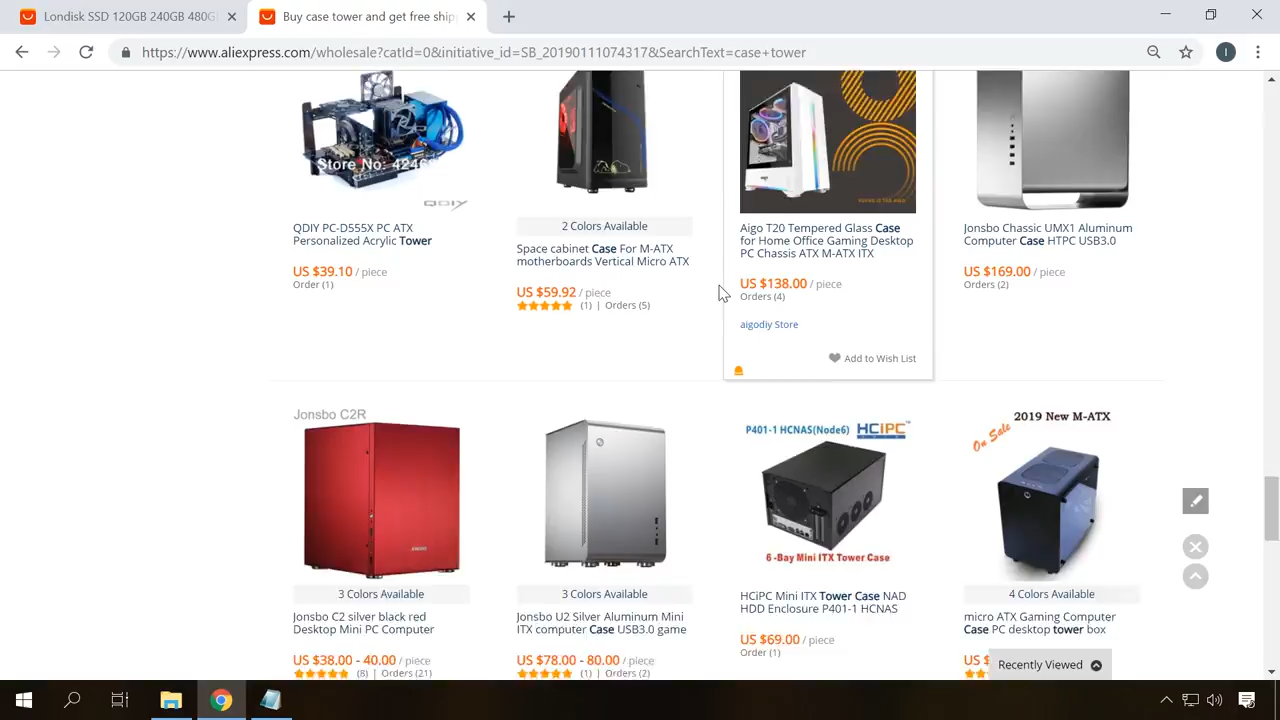 Londisk SSD 120GB 240GB 480G
Buy case tower and get free ship
https://www.aliexpress.com/wholesale?catId=0&initiative_id=SB_20190111074317&SearchText=case+tower
I
Store No: 424
QDIY
QDIY PC-D555X PC ATX
Personalized Acrylic Tower
US $39.10 / piece
Order (1)
2 Colors Available
Space cabinet Case For M-ATX
motherboards Vertical Micro ATX
US $59.92 / piece
(1) | Orders (5)
Aigo T20 Tempered Glass Case
for Home Office Gaming Desktop
PC Chassis ATX M-ATX ITX
US $138.00 / piece
Orders (4)
aigodiy Store
Add to Wish List
Jonsbo Chassis UMX1 Aluminum
Computer Case HTPC USB3.0
US $169.00 / piece
Orders (2)
Jonsbo C2R
3 Colors Available
Jonsbo C2 silver black red
Desktop Mini PC Computer
US $38.00 - 40.00 / piece
(8) | Orders (21)
3 Colors Available
Jonsbo U2 Silver Aluminum Mini
ITX computer Case USB3.0 game
US $78.00 - 80.00 / piece
(1) | Orders (2)
P401-1 HCNAS(Node6) HCIPC
6 -Bay Mini ITX Tower Case
HCiPC Mini ITX Tower Case NAD
HDD Enclosure P401-1 HCNAS
US $69.00 / piece
Order (1)
2019 New M-ATX
On Sale
4 Colors Available
micro ATX Gaming Computer
Case PC desktop tower box
US $
Recently Viewed